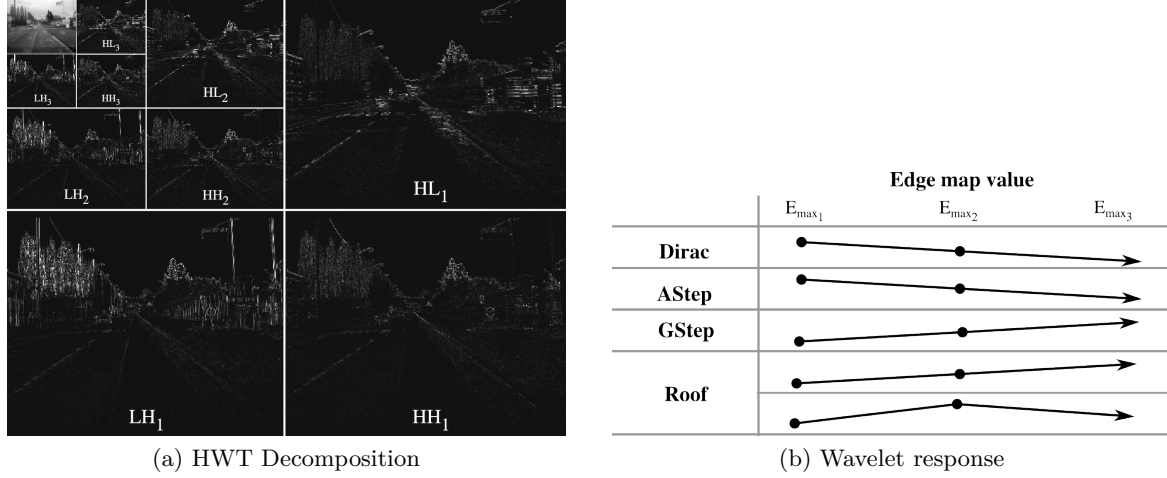 HL3
LH3
HH3
HL2
LH2
HH2
HL1
LH1
HH1
(a) HWT Decomposition
Edge map value
Emax1 Emax2 Emax3
Dirac
AStep
GStep
Roof
(b) Wavelet response